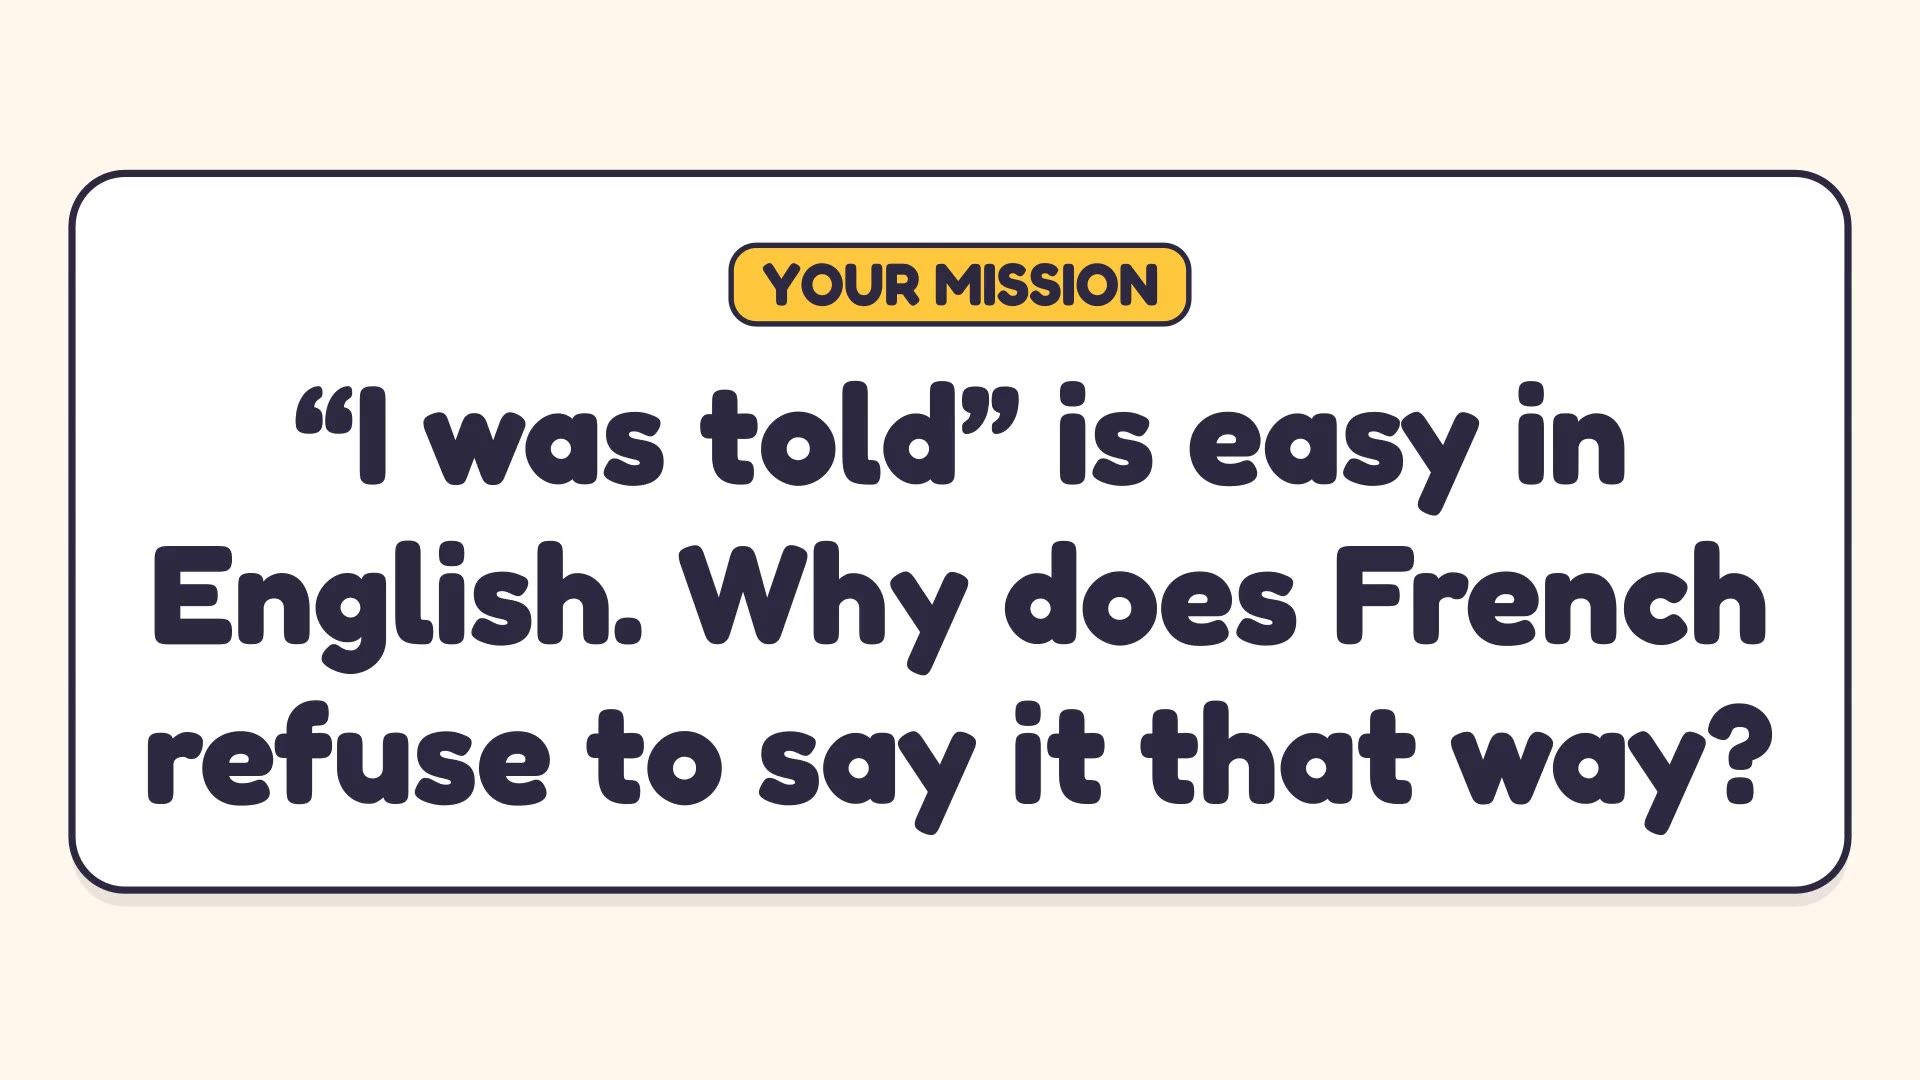 YOUR MISSION
“I was told” is easy in
English. Why does French
refuse to say it that way?